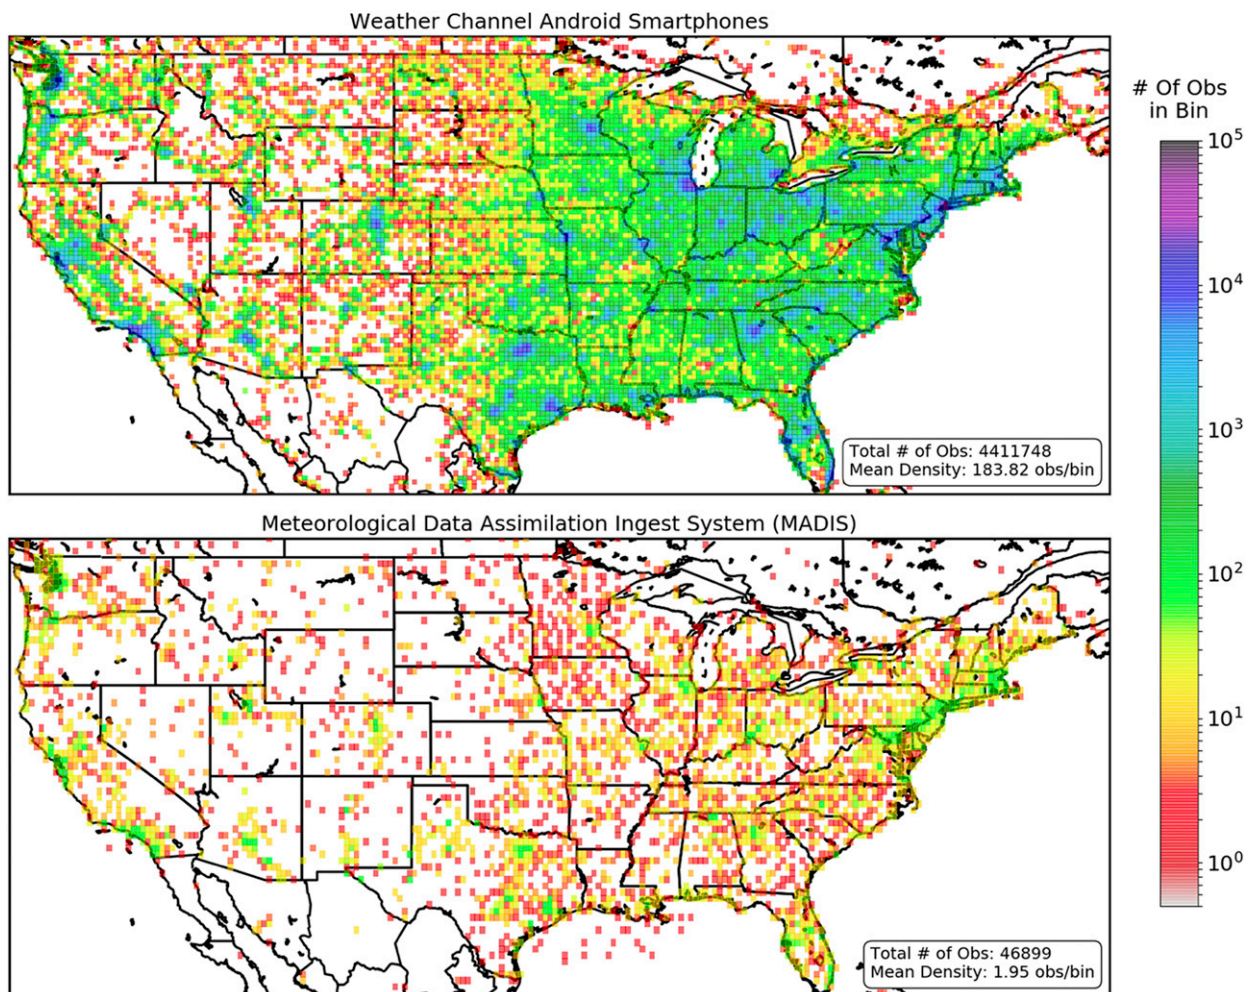 Weather Channel Android Smartphones
# Of Obs
in Bin
10^5
10^4
10^3
10^2
10^1
10^0
Total # of Obs: 4411748
Mean Density: 183.82 obs/bin
Meteorological Data Assimilation Ingest System (MADIS)
Total # of Obs: 46899
Mean Density: 1.95 obs/bin